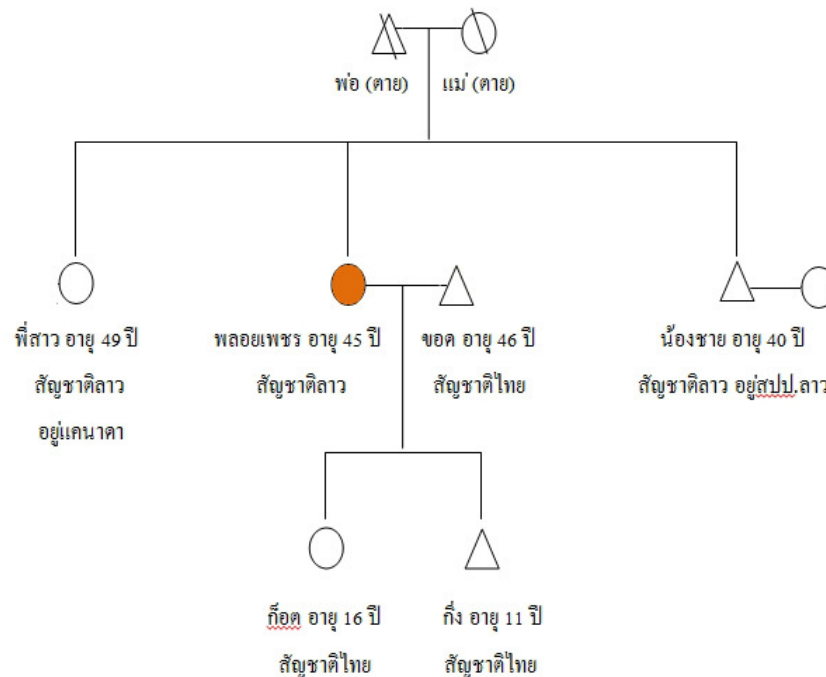 พ่อ (ตาย) แม่ (ตาย)
พี่สาว อายุ 49 ปี พลอยเพชร อายุ 45 ปี ขอด อายุ 46 ปี น้องชาย อายุ 40 ปี
สัญชาติลาว สัญชาติลาว สัญชาติไทย สัญชาติลาว อยู่สปป.ลาว
อยู่แคนาดา
ก็อต อายุ 16 ปี กิ่ง อายุ 11 ปี
สัญชาติไทย สัญชาติไทย